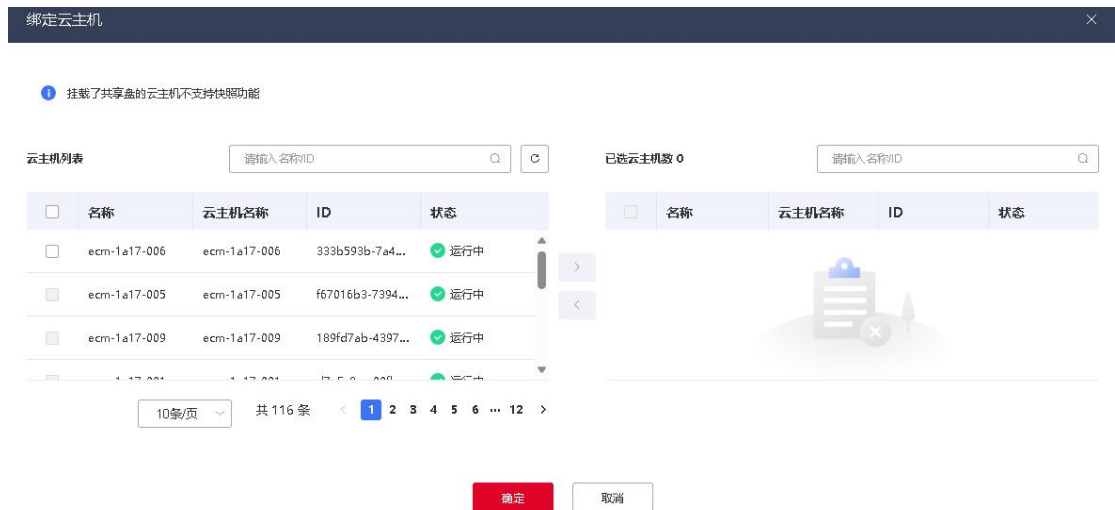 绑定云主机
挂载了共享盘的云主机不支持快照功能
云主机列表
请输入名称/ID
已选云主机数 0
请输入名称/ID
名称 云主机名称 ID 状态
名称 云主机名称 ID 状态
ecm-1a17-006 ecm-1a17-006 333b593b-7a4... 运行中
ecm-1a17-005 ecm-1a17-005 f67016b3-7394... 运行中
ecm-1a17-009 ecm-1a17-009 189fd7ab-4397... 运行中
10条/页 共 116 条 1 2 3 4 5 6 ... 12
确定 取消